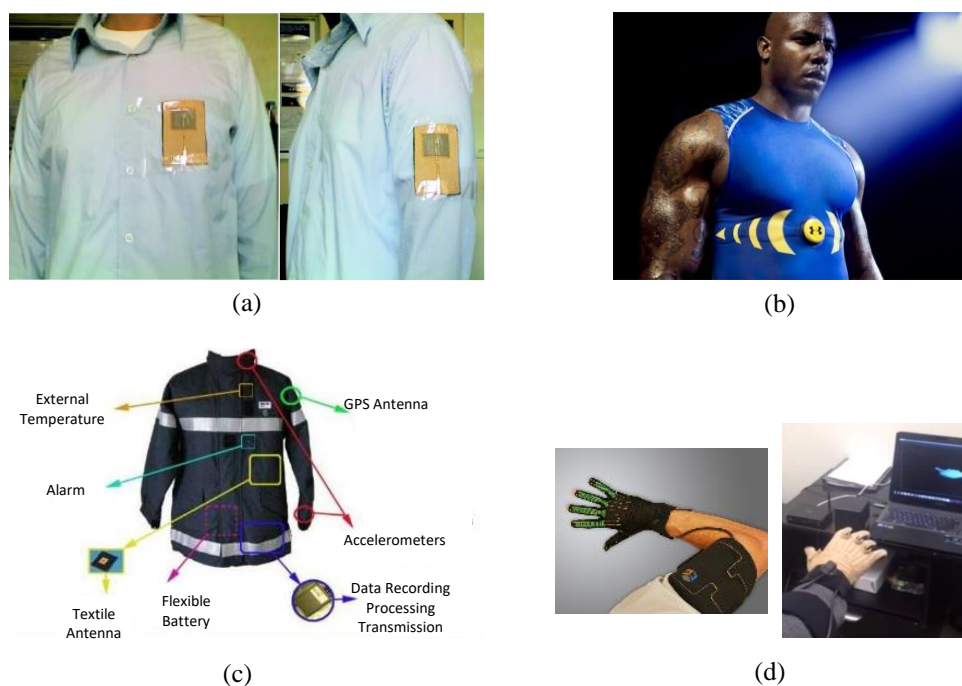 (a)
(b)
External
Temperature
GPS Antenna
Alarm
Accelerometers
Textile
Antenna
Flexible
Battery
Data Recording
Processing
Transmission
(c)
(d)